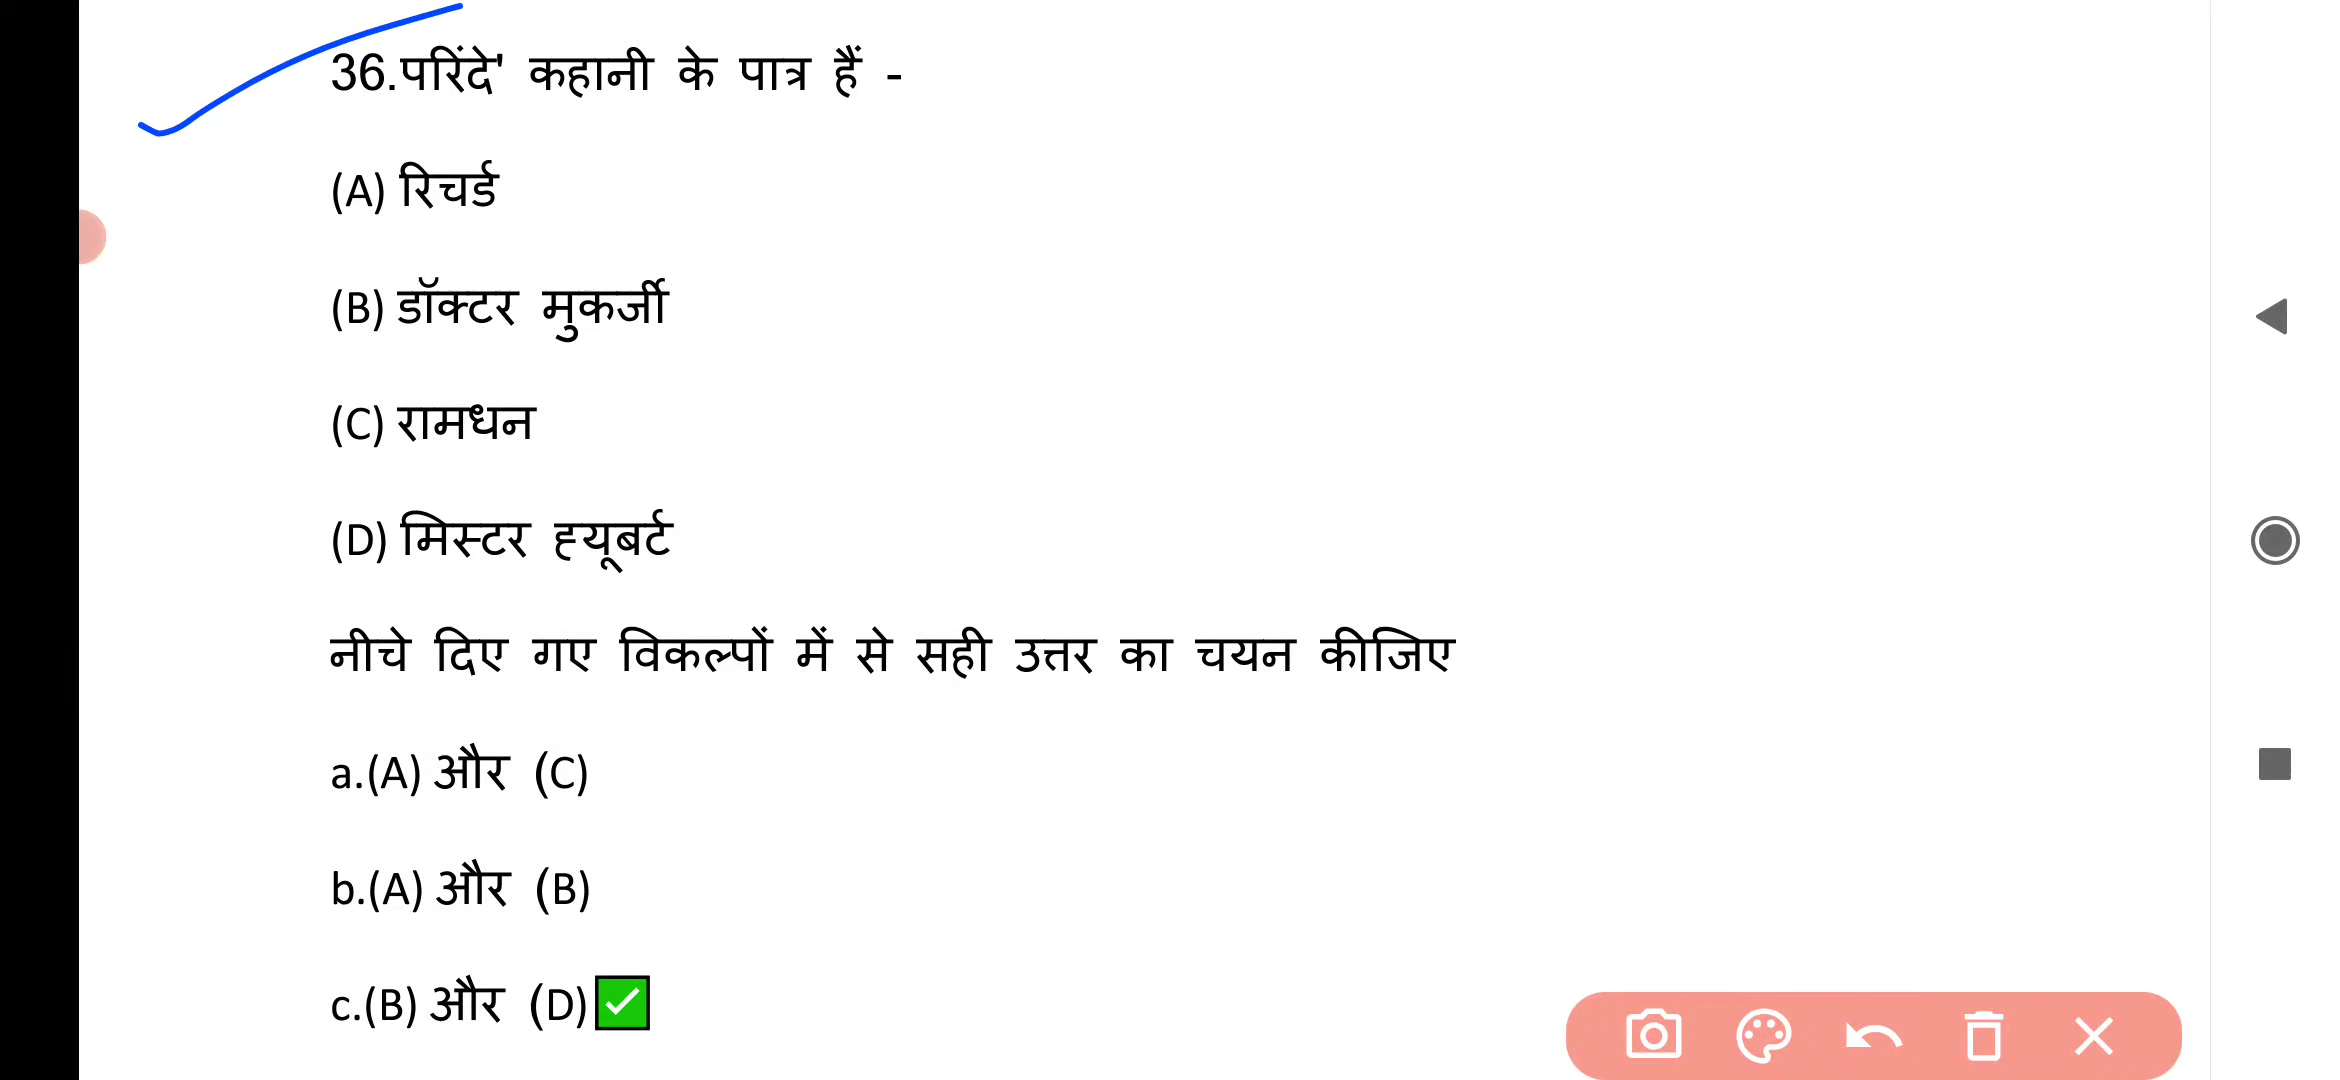 36.परिंदे' कहानी के पात्र हैं -
(A) रिचर्ड
(B) डॉक्टर मुकर्जी
(C) रामधन
(D) मिस्टर ह्यूबर्ट
नीचे दिए गए विकल्पों में से सही उत्तर का चयन कीजिए
a.(A) और (C)
b.(A) और (B)
c.(B) और (D)✅